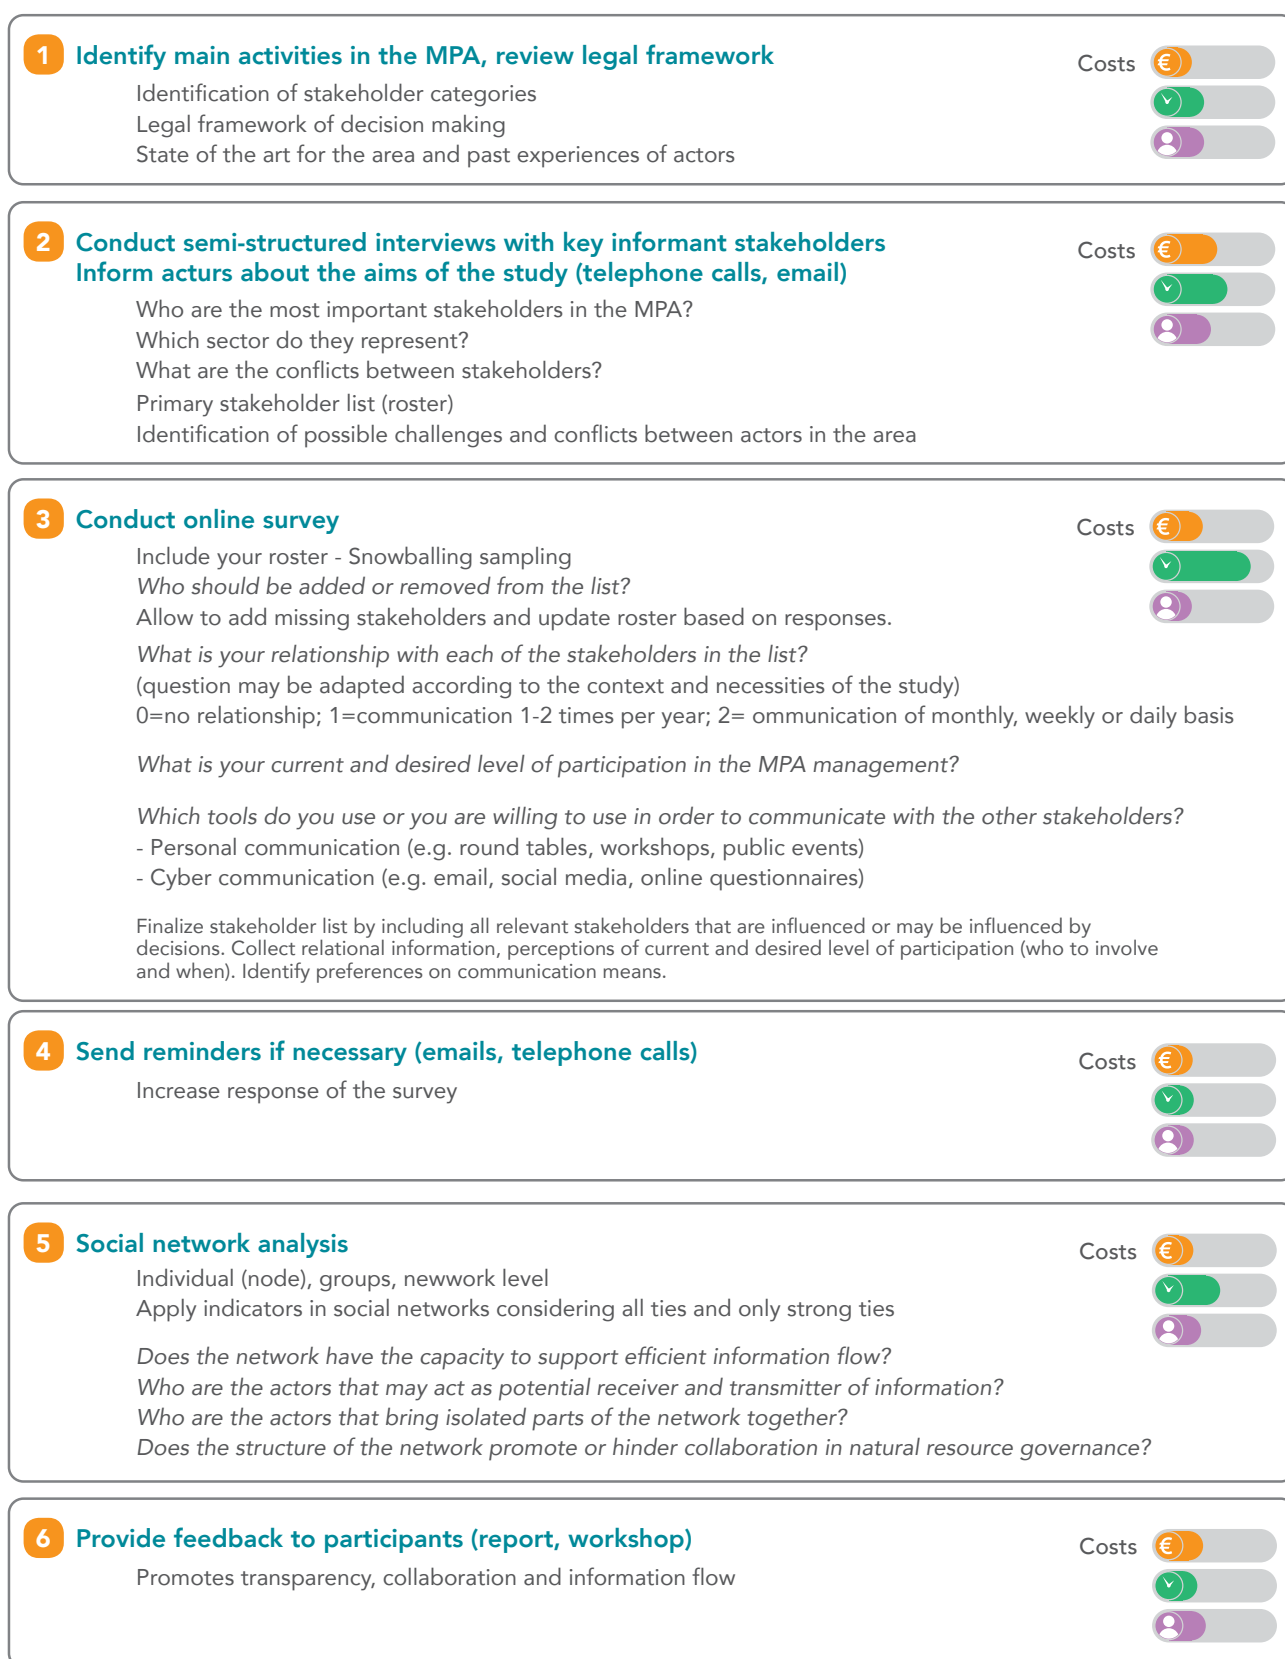 1 Identify main activities in the MPA, review legal framework
Costs €
Identification of stakeholder categories
Legal framework of decision making
State of the art for the area and past experiences of actors
2 Conduct semi-structured interviews with key informant stakeholders
Inform acturs about the aims of the study (telephone calls, email)
Costs €
Who are the most important stakeholders in the MPA?
Which sector do they represent?
What are the conflicts between stakeholders?
Primary stakeholder list (roster)
Identification of possible challenges and conflicts between actors in the area
3 Conduct online survey
Costs €
Include your roster - Snowballing sampling
Who should be added or removed from the list?
Allow to add missing stakeholders and update roster based on responses.
What is your relationship with each of the stakeholders in the list?
(question may be adapted according to the context and necessities of the study)
0=no relationship; 1=communication 1-2 times per year; 2= ommunication of monthly, weekly or daily basis
What is your current and desired level of participation in the MPA management?
Which tools do you use or you are willing to use in order to communicate with the other stakeholders?
- Personal communication (e.g. round tables, workshops, public events)
- Cyber communication (e.g. email, social media, online questionnaires)
Finalize stakeholder list by including all relevant stakeholders that are influenced or may be influenced by
decisions. Collect relational information, perceptions of current and desired level of participation (who to involve
and when). Identify preferences on communication means.
4 Send reminders if necessary (emails, telephone calls)
Costs €
Increase response of the survey
5 Social network analysis
Costs €
Individual (node), groups, newwork level
Apply indicators in social networks considering all ties and only strong ties
Does the network have the capacity to support efficient information flow?
Who are the actors that may act as potential receiver and transmitter of information?
Who are the actors that bring isolated parts of the network together?
Does the structure of the network promote or hinder collaboration in natural resource governance?
6 Provide feedback to participants (report, workshop)
Costs €
Promotes transparency, collaboration and information flow